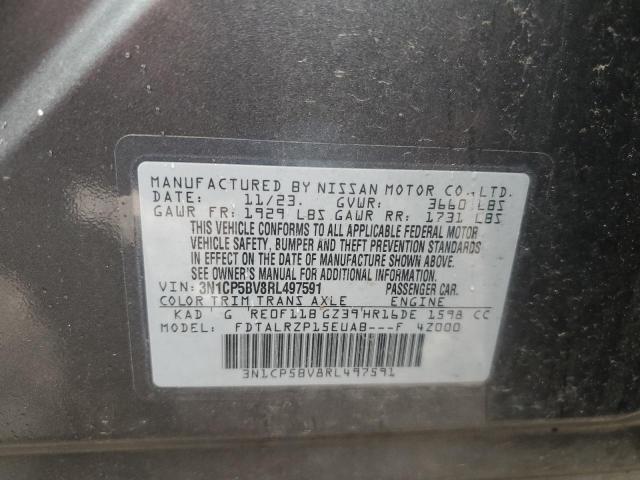 MANUFACTURED BY NISSAN MOTOR CO., LTD.
DATE: 11/23. GVWR: 3660 LBS
GAWR FR: 1929 LBS GAWR RR: 1731 LBS
THIS VEHICLE CONFORMS TO ALL APPLICABLE FEDERAL MOTOR
VEHICLE SAFETY, BUMPER AND THEFT PREVENTION STANDARDS
IN EFFECT ON THE DATE OF MANUFACTURE SHOWN ABOVE.
SEE OWNER'S MANUAL FOR ADDITIONAL INFORMATION.
VIN: 3N1CP5BV8RL497591 PASSENGER CAR.
COLOR TRIM TRANS AXLE ENGINE
KAD G RE0F11B GZ39 HR16DE 1598 CC
MODEL: FDTALRZP15EUAB---F 4Z000
3N1CP5BV8RL497591